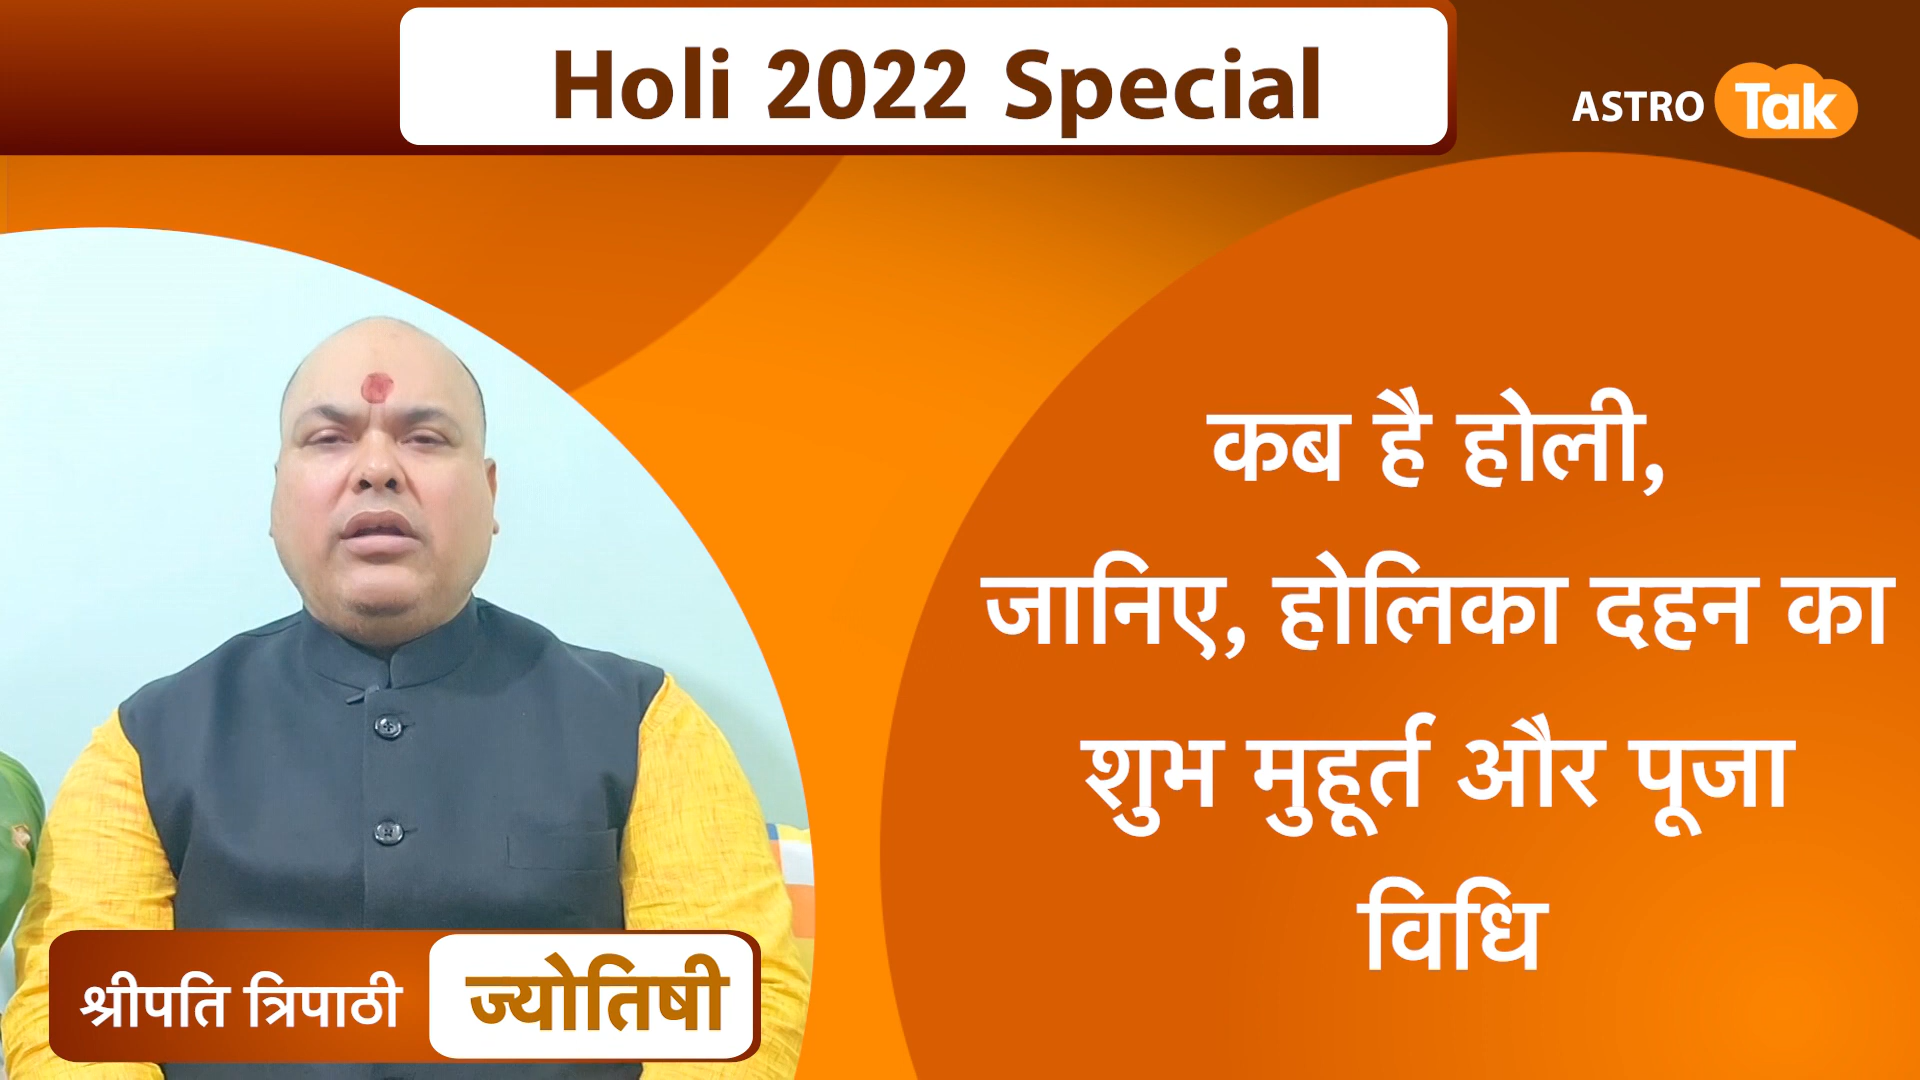 Holi 2022 Special
ASTRO Tak
कब है होली,
जानिए, होलिका दहन का
शुभ मुहूर्त और पूजा
विधि
श्रीपति त्रिपाठी ज्योतिषी